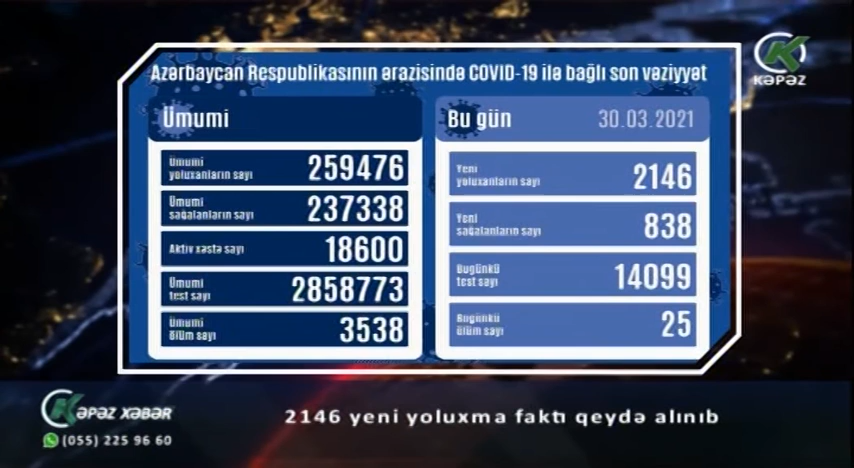 Azərbaycan Respublikasının ərazisində COVID-19 ilə bağlı son vəziyyət
KƏPƏZ
Ümumi
Ümumi
yoluxanların sayı
259476
Ümumi
sağalanların sayı
237338
Aktiv xəstə sayı
18600
Ümumi
test sayı
2858773
Ümumi
ölüm sayı
3538
Bu gün
30.03.2021
Yeni
yoluxanların sayı
2146
Yeni
sağalanların sayı
838
Bugünkü
test sayı
14099
Bugünkü
ölüm sayı
25
KƏPƏZ XƏBƏR
(055) 225 96 60
2146 yeni yoluxma faktı qeydə alınıb